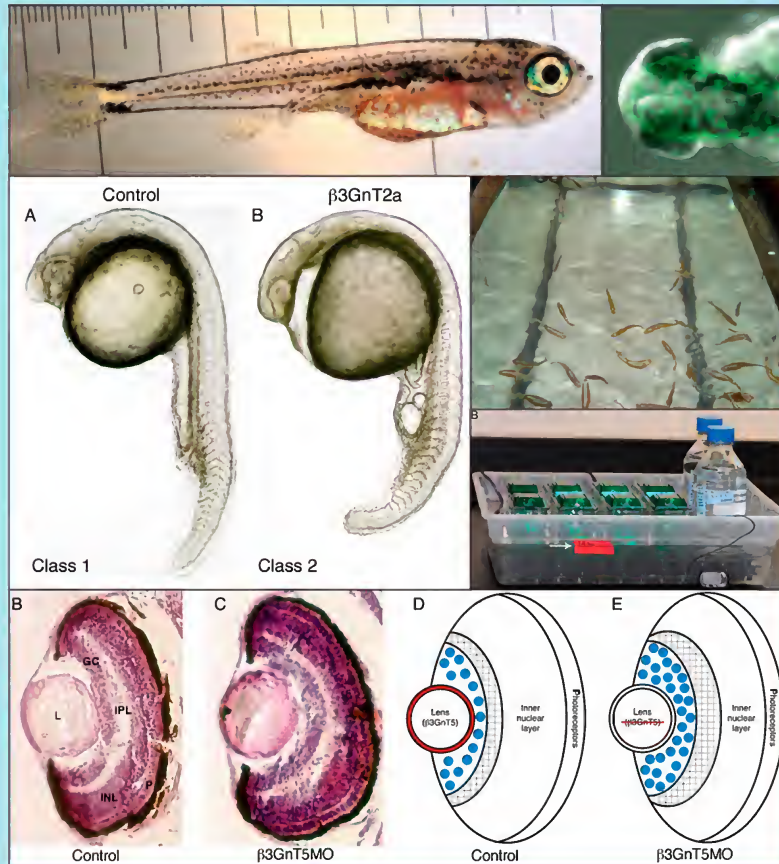 Control
β3GnT2a
A
B
Class 1
Class 2
B
B
C
D
E
GC
L
IPL
INL
P
Lens
(β3GnT5)
Inner
nuclear
layer
Photoreceptors
Lens
(β3GnT5)
Inner
nuclear
layer
Photoreceptors
Control
β3GnT5MO
Control
β3GnT5MO